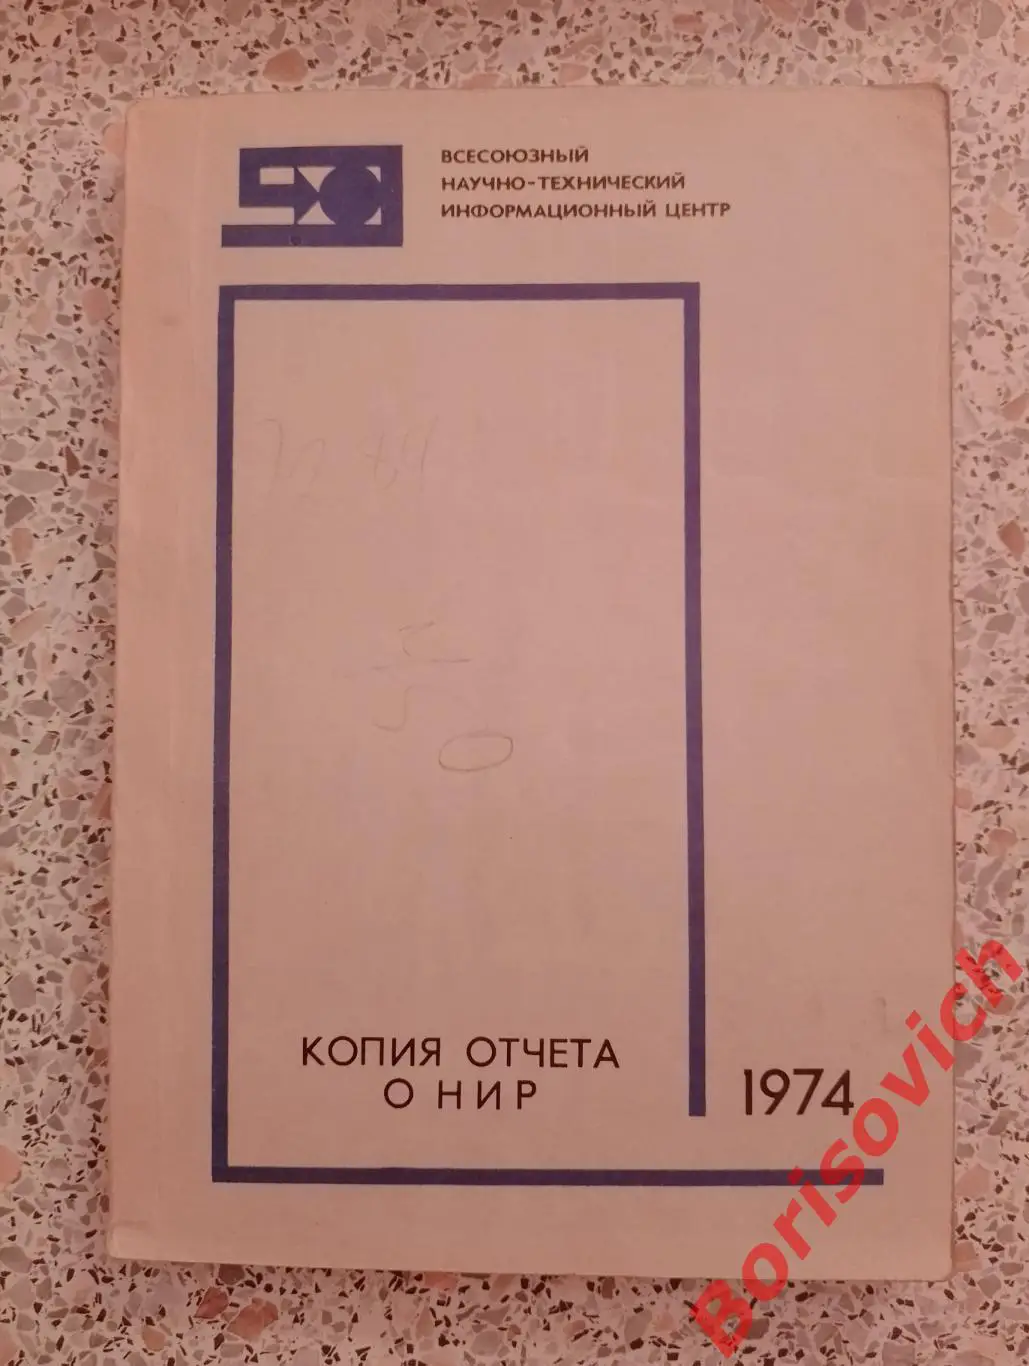 ВСЕСОЮЗНЫЙ
НАУЧНО-ТЕХНИЧЕСКИЙ
ИНФОРМАЦИОННЫЙ ЦЕНТР
КОПИЯ ОТЧЕТА
О НИР
1974
Borisovich